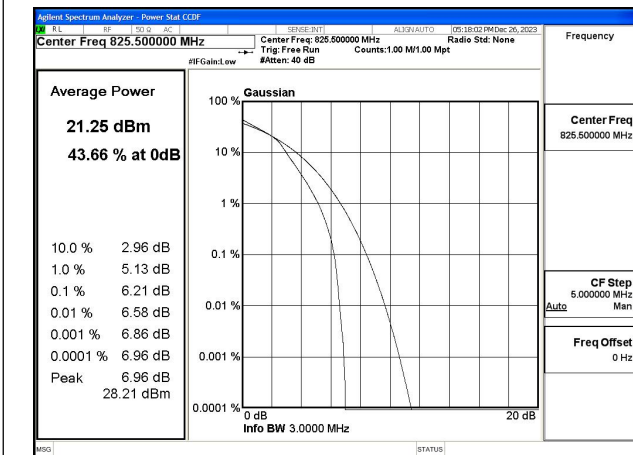 Agilent Spectrum Analyzer - Power Stat CCDF
RL RF 50 Ω AC SENSE:INT ALIGN AUTO 05:18:02 PM Dec 26, 2023
Center Freq 825.500000 MHz
Center Freq: 825.500000 MHz Radio Std: None
Trig: Free Run Counts:1.00 M/1.00 Mpt
#IFGain:Low #Atten: 40 dB
Frequency
Average Power
21.25 dBm
43.66 % at 0dB
10.0 % 2.96 dB
1.0 % 5.13 dB
0.1 % 6.21 dB
0.01 % 6.58 dB
0.001 % 6.86 dB
0.0001 % 6.96 dB
Peak 6.96 dB
28.21 dBm
Gaussian
100 %
10 %
1 %
0.1 %
0.01 %
0.001 %
0.0001 %
0 dB 20 dB
Info BW 3.0000 MHz
Center Freq
825.500000 MHz
CF Step
5.000000 MHz
Auto Man
Freq Offset
0 Hz
MSG STATUS